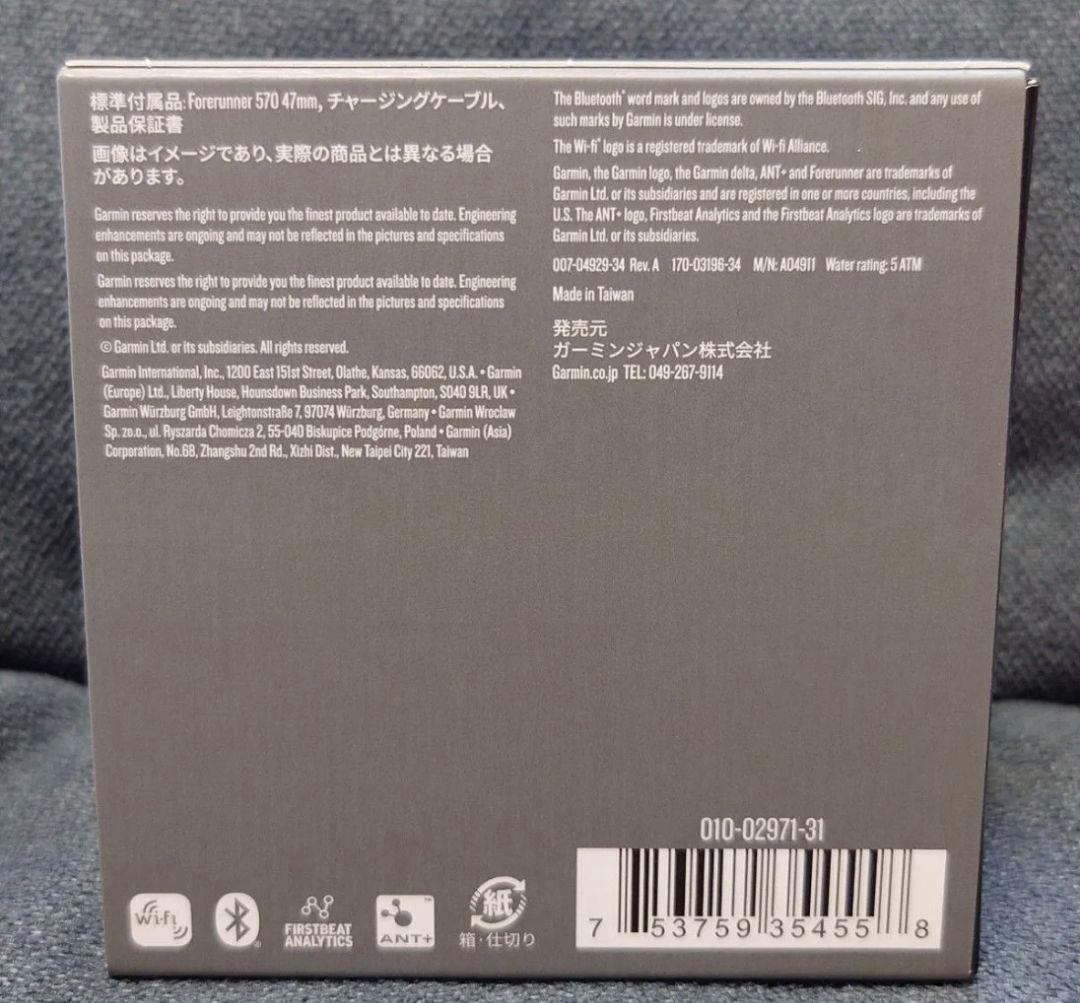 標準付属品: Forerunner 570 47mm, チャージングケーブル、
製品保証書
画像はイメージであり、実際の商品とは異なる場合
があります。
Garmin reserves the right to provide you the finest product available to date. Engineering
enhancements are ongoing and may not be reflected in the pictures and specifications
on this package.
Garmin reserves the right to provide you the finest product available to date. Engineering
enhancements are ongoing and may not be reflected in the pictures and specifications
on this package.
© Garmin Ltd. or its subsidiaries. All rights reserved.
Garmin International, Inc., 1200 East 151st Street, Olathe, Kansas, 66062, U.S.A. • Garmin
(Europe) Ltd., Liberty House, Hounsdown Business Park, Southampton, SO40 9LR, UK •
Garmin Würzburg GmbH, Leightonstraße 7, 97074 Würzburg, Germany • Garmin Wroclaw
Sp. zo.o., ul. Ryszarda Chomicza 2, 55-040 Biskupice Podgórne, Poland • Garmin (Asia)
Corporation, No.68, Zhangshu 2nd Rd., Xizhi Dist., New Taipei City 221, Taiwan
The Bluetooth® word mark and logos are owned by the Bluetooth SIG, Inc. and any use of
such marks by Garmin is under license.
The Wi-fi® logo is a registered trademark of Wi-fi Alliance.
Garmin, the Garmin logo, the Garmin delta, ANT+ and Forerunner are trademarks of
Garmin Ltd. or its subsidiaries and are registered in one or more countries, including the
U.S. The ANT+ logo, Firstbeat Analytics and the Firstbeat Analytics logo are trademarks of
Garmin Ltd. or its subsidiaries.
007-04929-34 Rev. A 170-03196-34 M/N: A04911 Water rating: 5 ATM
Made in Taiwan
発売元
ガーミンジャパン株式会社
Garmin.co.jp TEL: 049-267-9114
010-02971-31
7 53759 35455 8
Wi-Fi
FIRSTBEAT
ANALYTICS
ANT+
紙
箱・仕切り